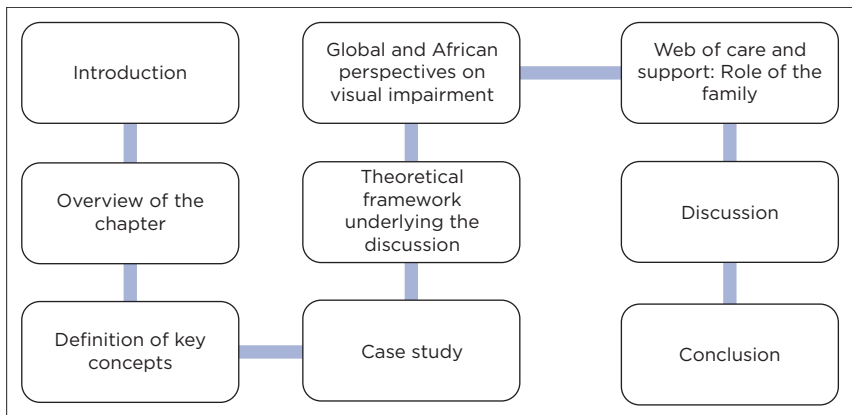 Introduction
Overview of the
chapter
Definition of key
concepts
Case study
Theoretical
framework
underlying the
discussion
Global and African
perspectives on
visual impairment
Web of care and
support: Role of the
family
Discussion
Conclusion